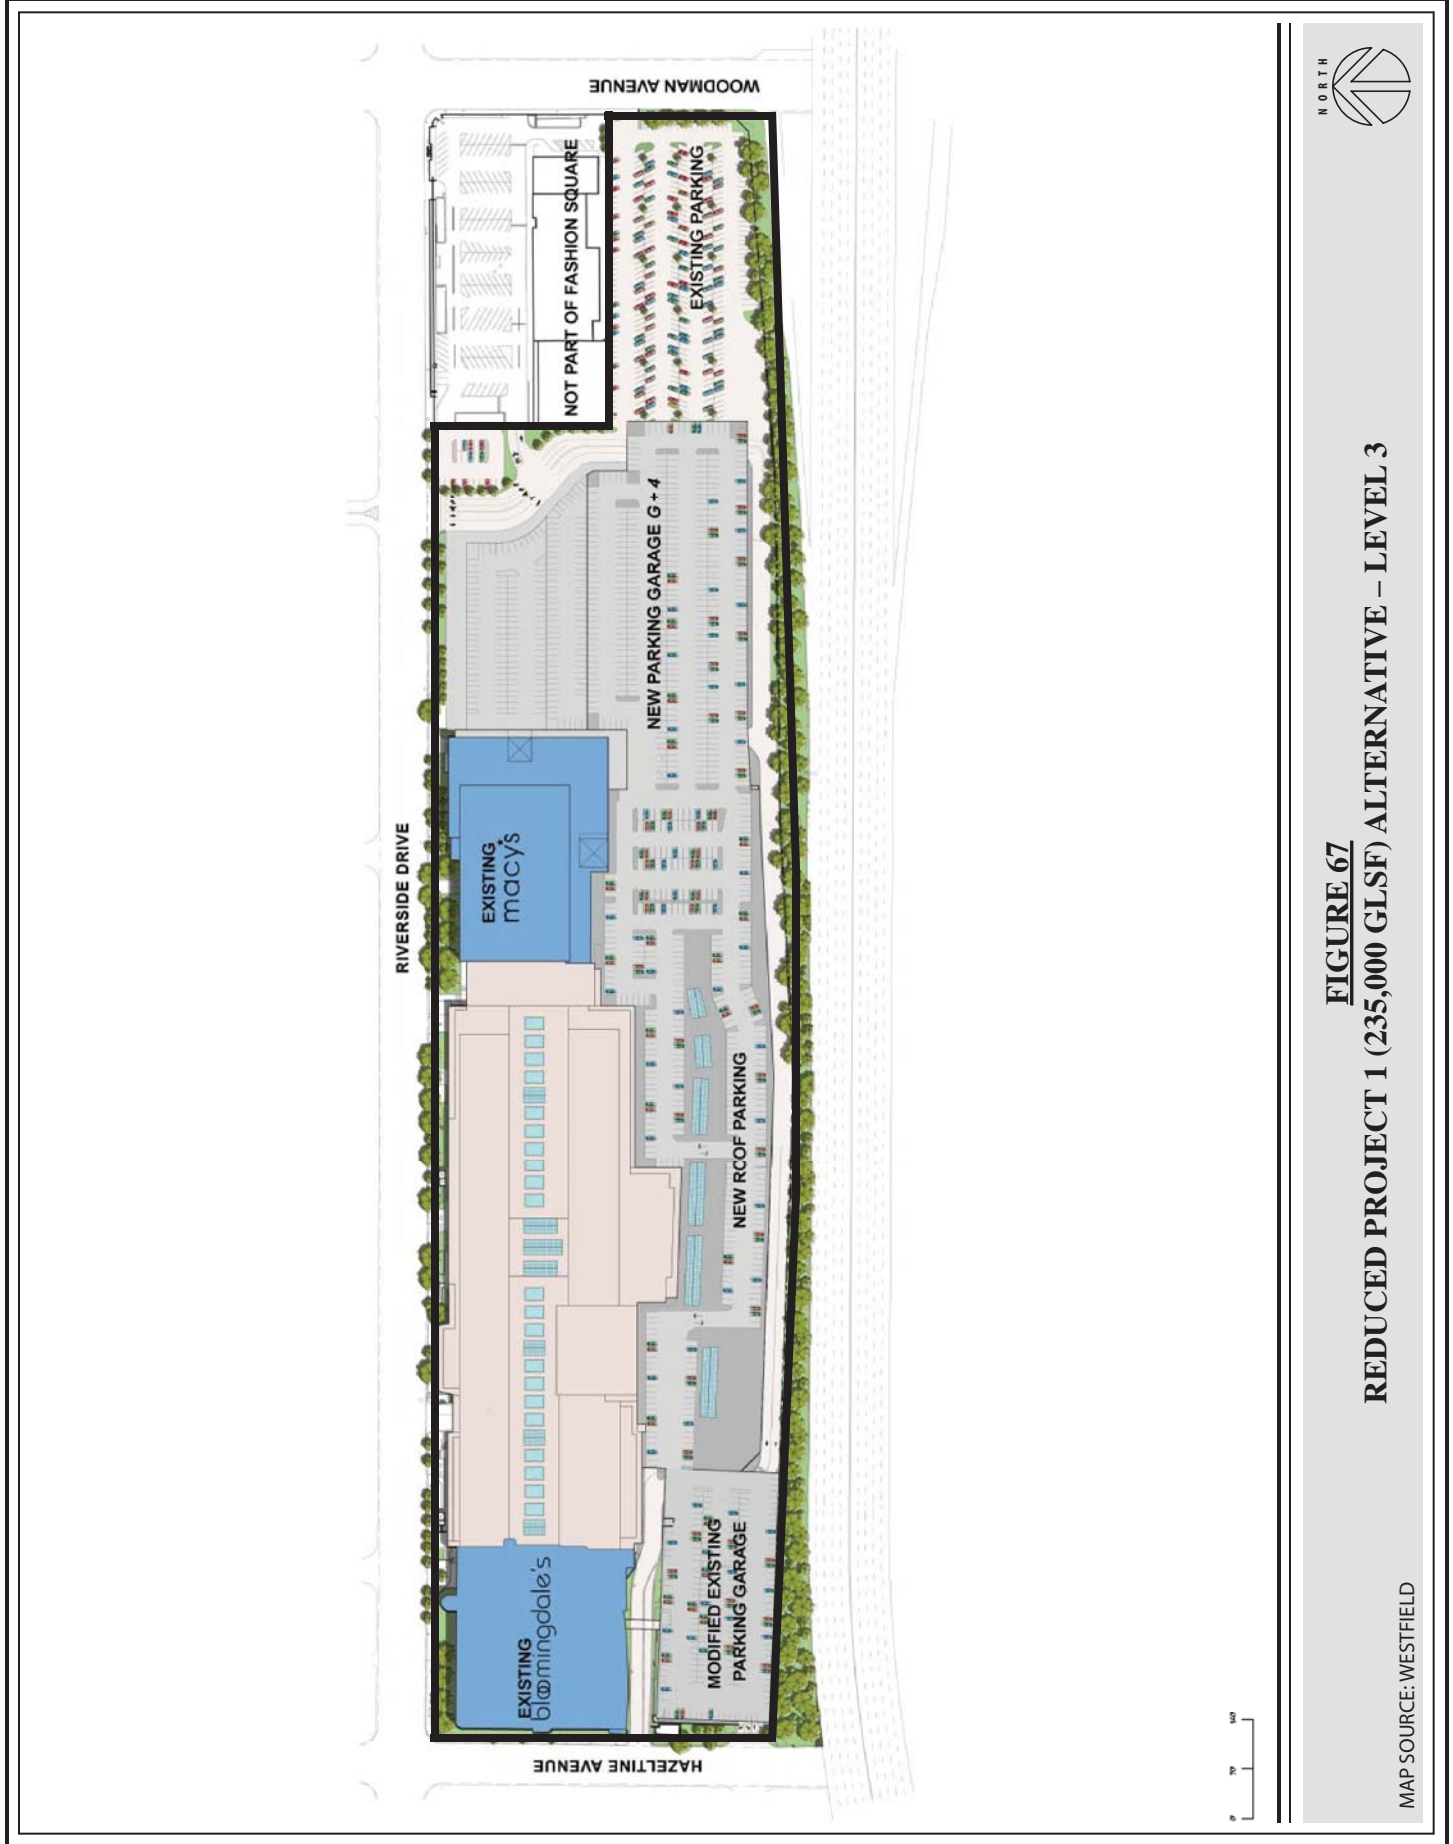 RIVERSIDE DRIVE
HAZELTINE AVENUE
WOODMAN AVENUE
EXISTING
blomingdale's
EXISTING
macy's
NOT PART OF FASHION SQUARE
EXISTING PARKING
NEW PARKING GARAGE G + 4
NEW ROOF PARKING
MODIFIED EXISTING
PARKING GARAGE
FIGURE 67
REDUCED PROJECT 1 (235,000 GLSF) ALTERNATIVE – LEVEL 3
MAP SOURCE: WESTFIELD
NORTH